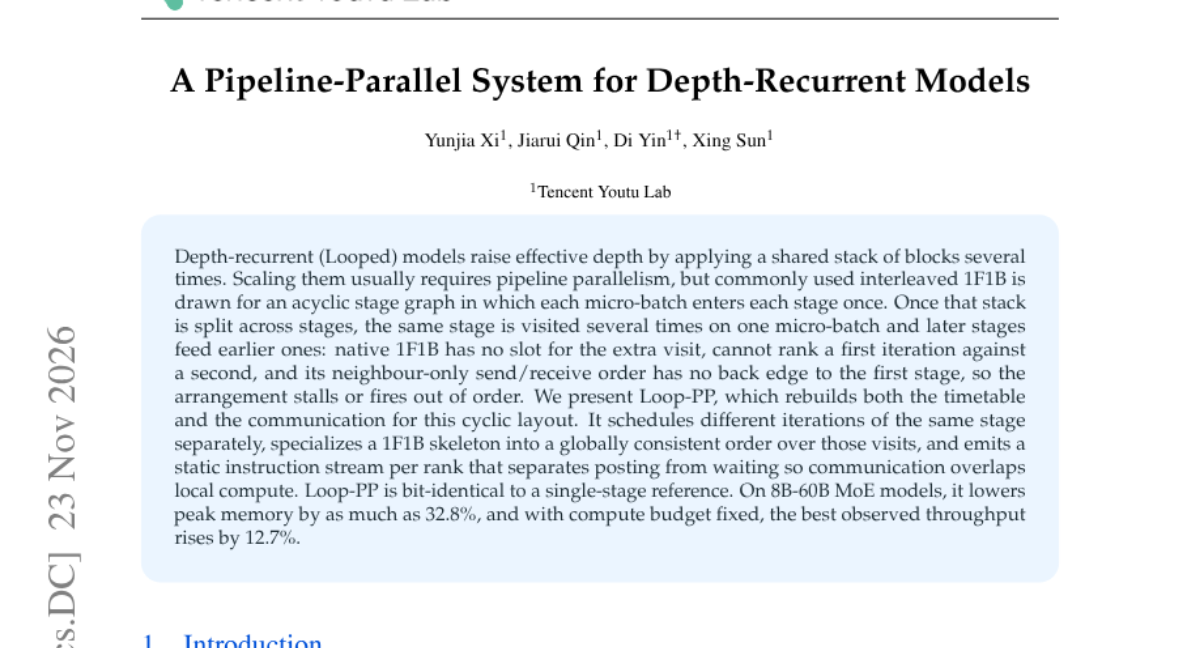 A Pipeline-Parallel System for Depth-Recurrent Models
Yunjia Xi¹, Jiarui Qin¹, Di Yin¹†, Xing Sun¹
¹Tencent Youtu Lab
Depth-recurrent (Looped) models raise effective depth by applying a shared stack of blocks several
times. Scaling them usually requires pipeline parallelism, but commonly used interleaved 1F1B is
drawn for an acyclic stage graph in which each micro-batch enters each stage once. Once that stack
is split across stages, the same stage is visited several times on one micro-batch and later stages
feed earlier ones: native 1F1B has no slot for the extra visit, cannot rank a first iteration against
a second, and its neighbour-only send/receive order has no back edge to the first stage, so the
arrangement stalls or fires out of order. We present Loop-PP, which rebuilds both the timetable
and the communication for this cyclic layout. It schedules different iterations of the same stage
separately, specializes a 1F1B skeleton into a globally consistent order over those visits, and emits a
static instruction stream per rank that separates posting from waiting so communication overlaps
local compute. Loop-PP is bit-identical to a single-stage reference. On 8B-60B MoE models, it lowers
peak memory by as much as 32.8%, and with compute budget fixed, the best observed throughput
rises by 12.7%.
cs.DC] 23 Nov 2026
1 Introduction